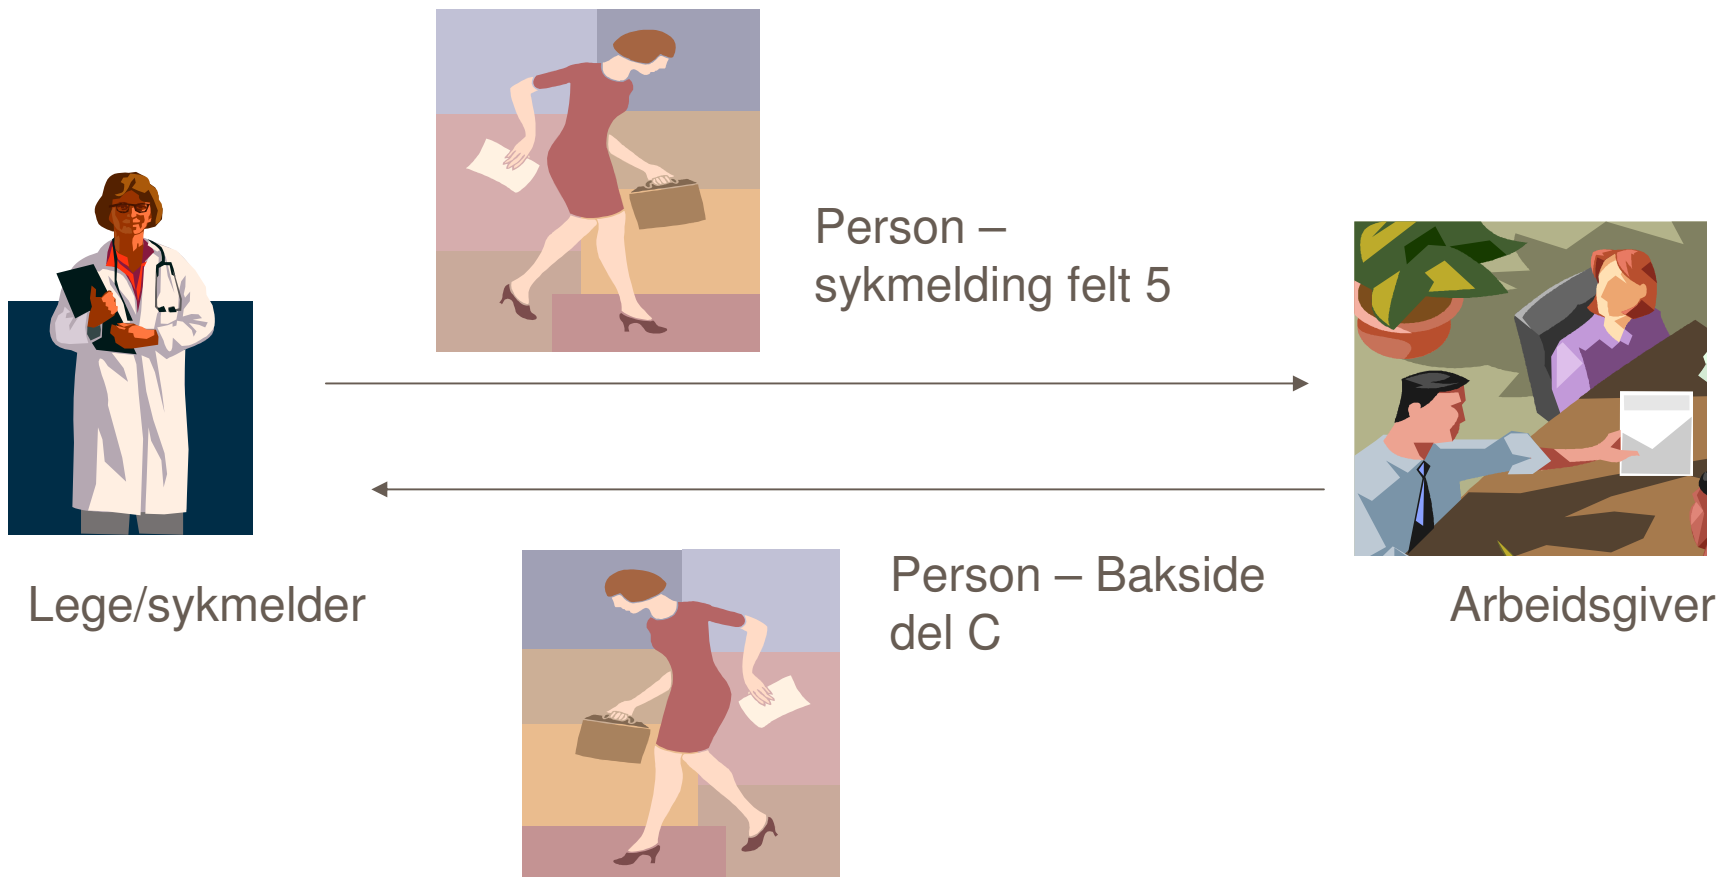 Person –
sykmelding felt 5
Lege/sykmelder
Person – Bakside
del C
Arbeidsgiver